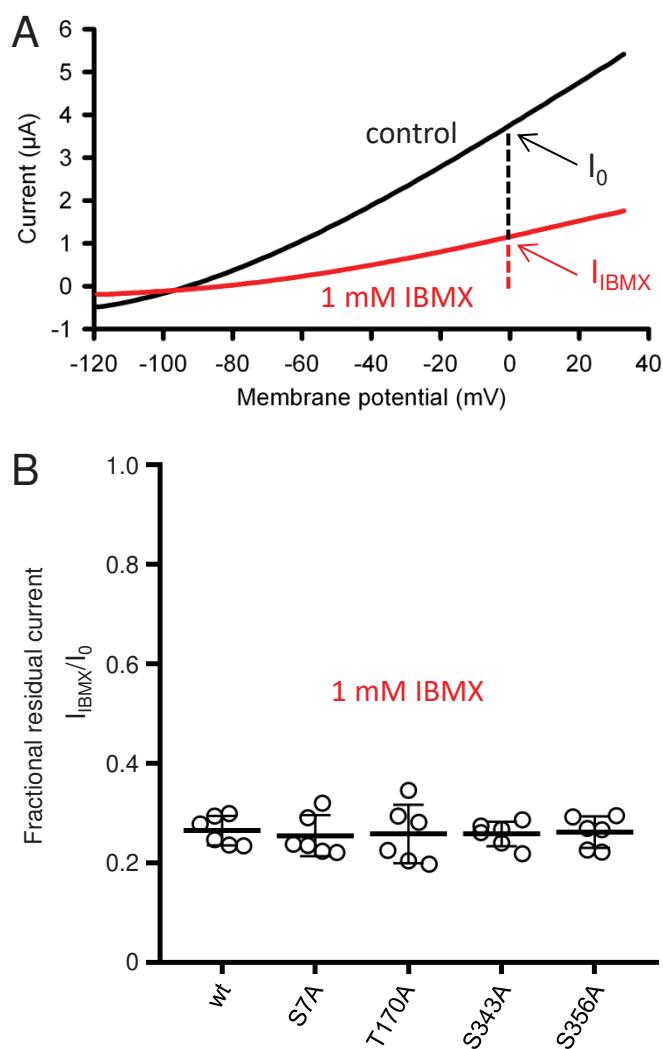 A
6
5
4
3
2
1
0
-1
Current (µA)
control
I0
IIBMX
1 mM IBMX
-120 -100 -80 -60 -40 -20 0 20 40
Membrane potential (mV)
B
1.0
0.8
0.6
0.4
0.2
0
Fractional residual current
IIBMX/I0
1 mM IBMX
wt S7A T170A S343A S356A